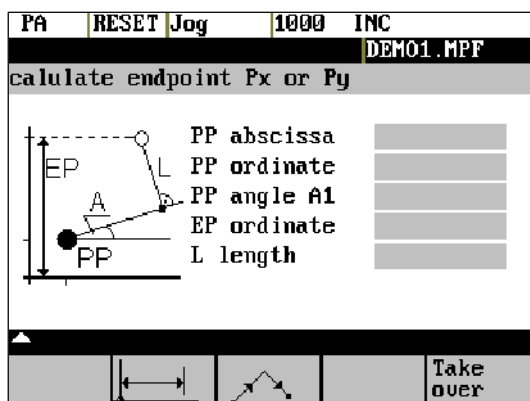 PA RESET Jog 1000 INC
DEMO1.MPF
calulate endpoint Px or Py
PP abscissa
EP L PP ordinate
A PP angle A1
EP ordinate
PP L length
Take
over